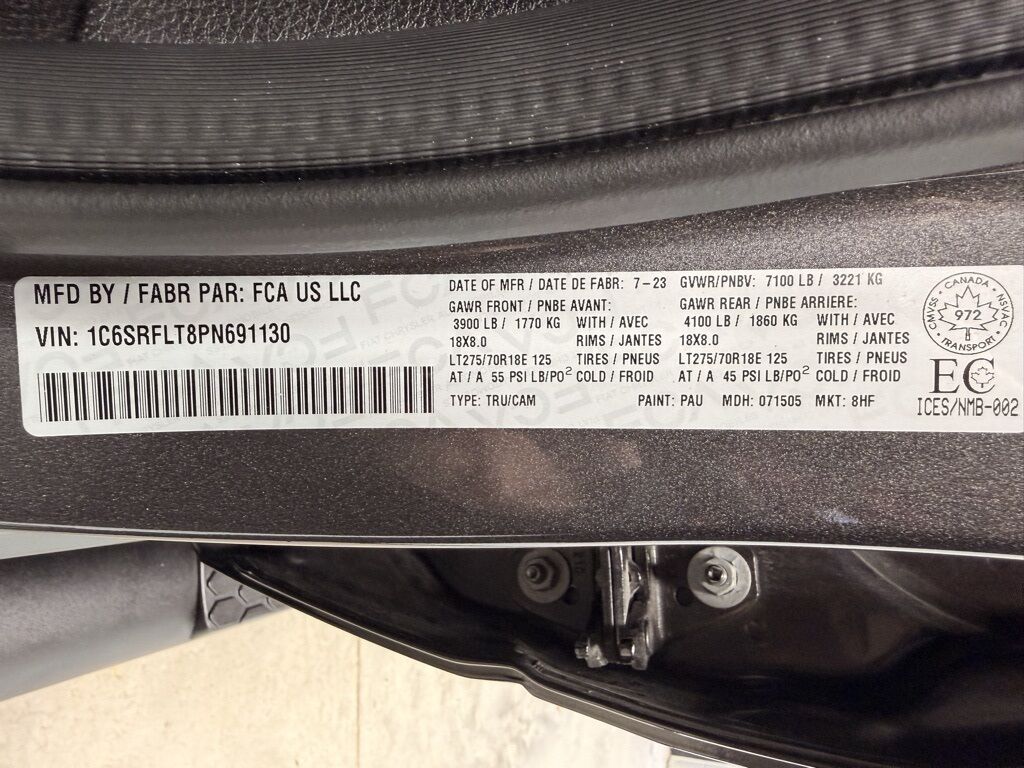 MFD BY / FABR PAR: FCA US LLC
VIN: 1C6SRFLT8PN691130
DATE OF MFR / DATE DE FABR: 7-23 GVWR/PNBV: 7100 LB / 3221 KG
GAWR FRONT / PNBE AVANT: GAWR REAR / PNBE ARRIERE:
3900 LB / 1770 KG WITH / AVEC 4100 LB / 1860 KG WITH / AVEC
18X8.0 RIMS / JANTES 18X8.0 RIMS / JANTES
LT275/70R18E 125 TIRES / PNEUS LT275/70R18E 125 TIRES / PNEUS
AT / A 55 PSI LB/PO² COLD / FROID AT / A 45 PSI LB/PO² COLD / FROID
TYPE: TRU/CAM PAINT: PAU MDH: 071505 MKT: 8HF
CANADA
CMVSS NSVAC
972
TRANSPORT
EC
ICES/NMB-002